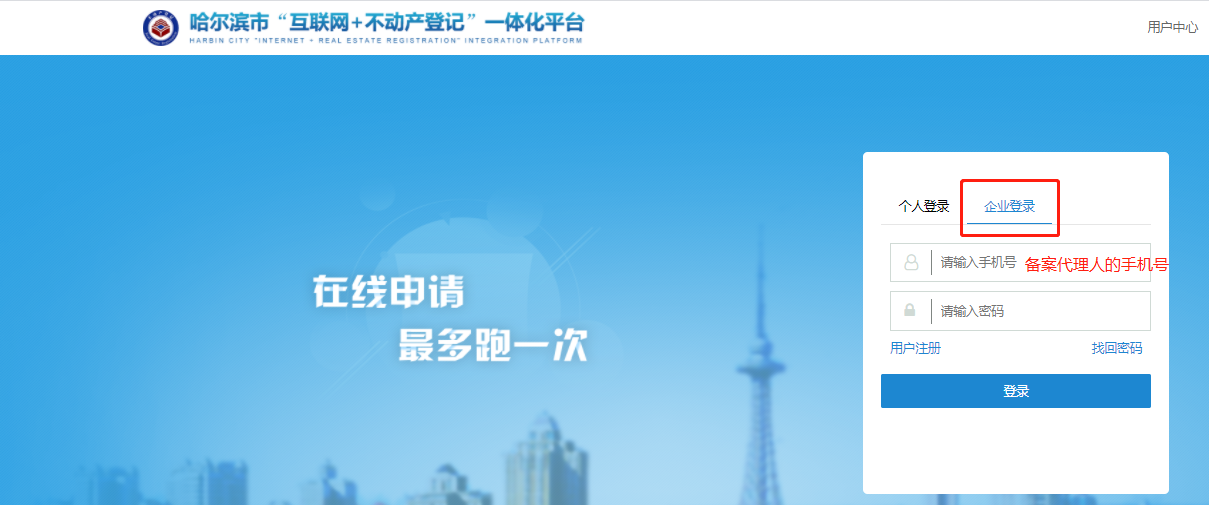 哈尔滨市“互联网+不动产登记”一体化平台
HARBIN CITY "INTERNET + REAL ESTATE REGISTRATION" INTEGRATION PLATFORM
用户中心
在线申请
最多跑一次
个人登录 企业登录
请输入手机号 备案代理人的手机号
请输入密码
用户注册 找回密码
登录